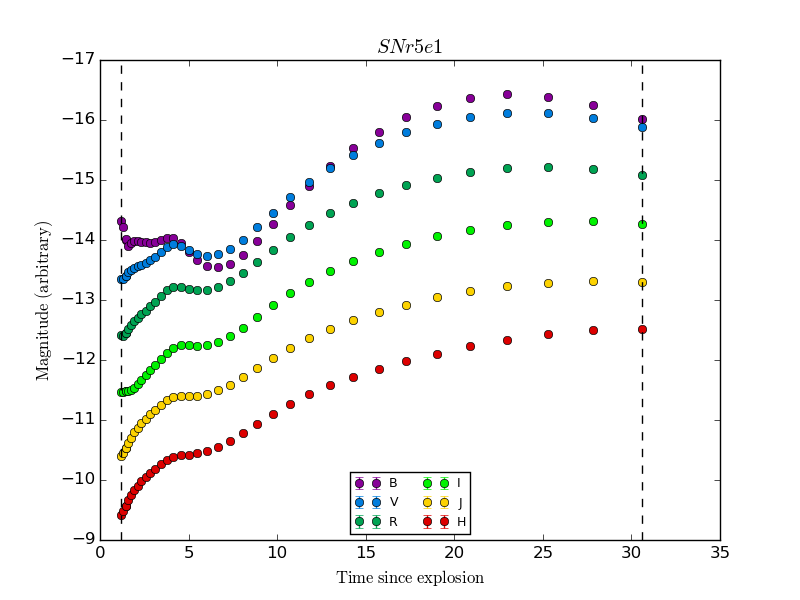 SNr5e1
−17
−16
−15
−14
−13
−12
−11
−10
−9
Magnitude (arbitrary)
B I
V J
R H
0 5 10 15 20 25 30 35
Time since explosion